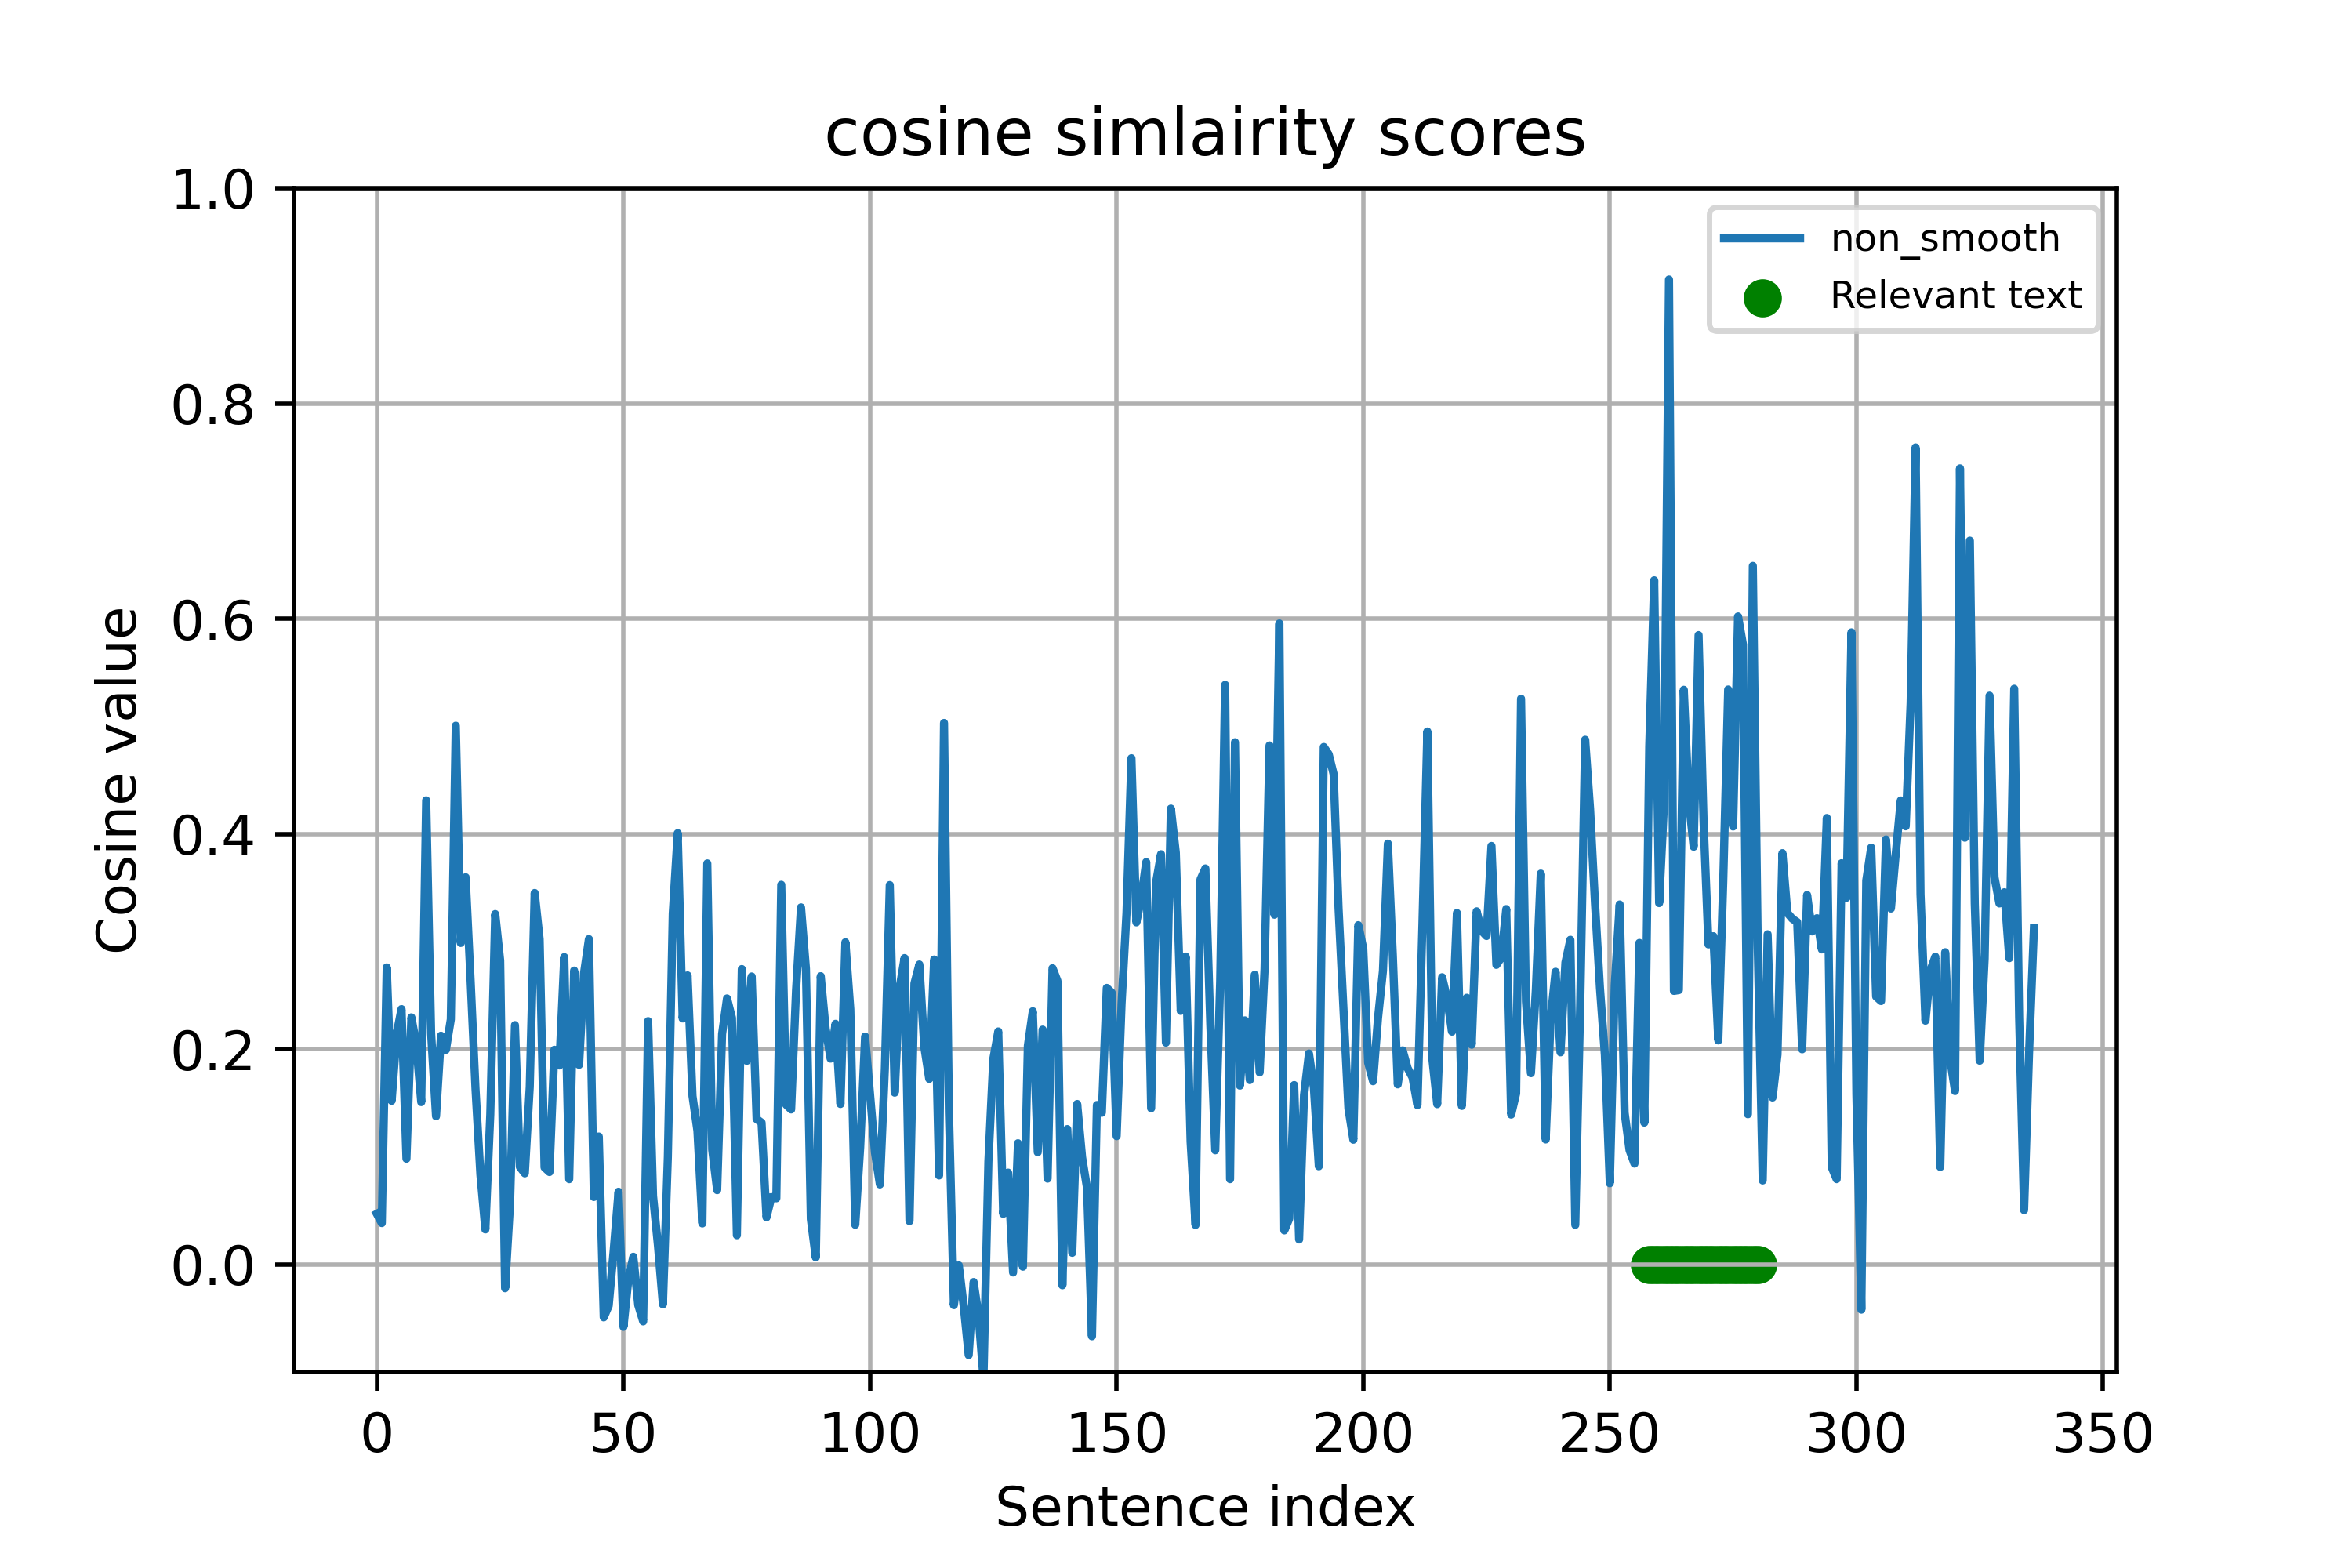 cosine simlairity scores
1.0
0.8
0.6
0.4
0.2
0.0
Cosine value
non_smooth
Relevant text
0 50 100 150 200 250 300 350
Sentence index